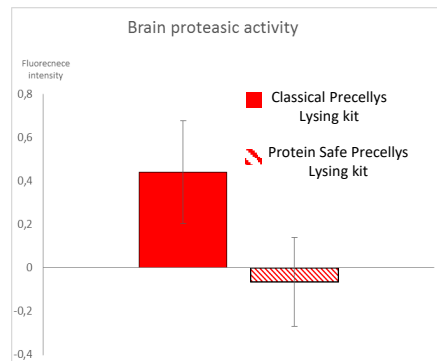 Brain proteasic activity
Fluorecnece
intensity
0,8
0,6
0,4
0,2
0
-0,2
-0,4
Classical Precellys
Lysing kit
Protein Safe Precellys
Lysing kit